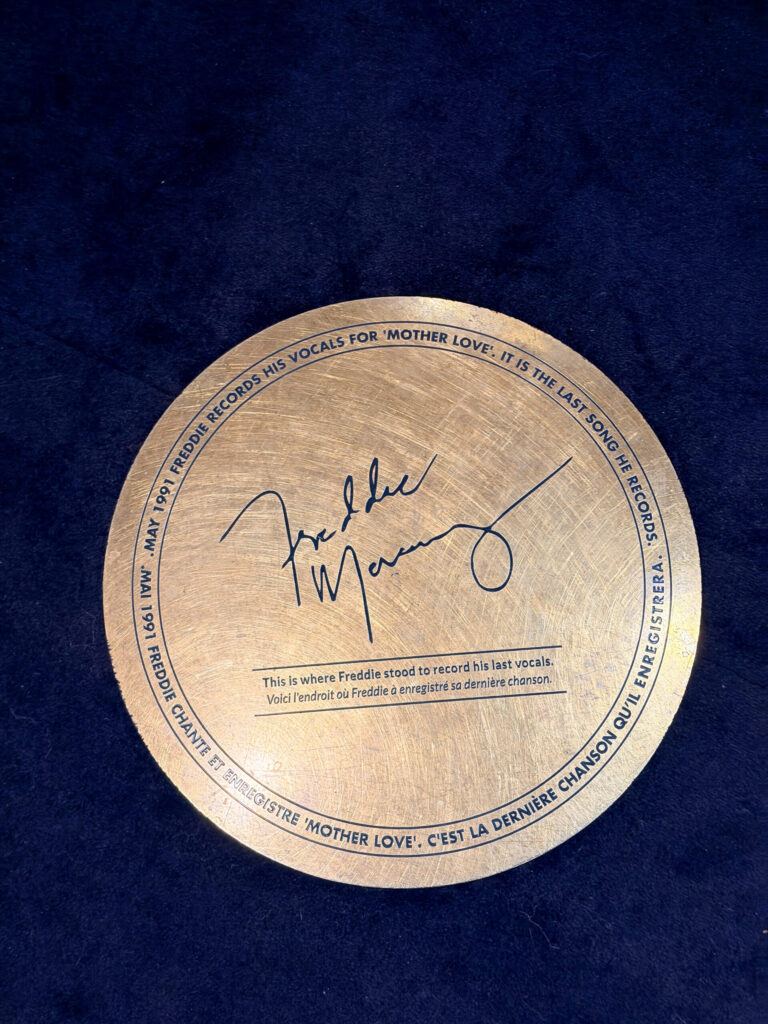 .MAY 1991 FREDDIE RECORDS HIS VOCALS FOR 'MOTHER LOVE'. IT IS THE LAST SONG HE RECORDS.
Freddie
Mercury
This is where Freddie stood to record his last vocals.
Voici l'endroit où Freddie à enregistré sa dernière chanson.
.MAI 1991 FREDDIE CHANTE ET ENREGISTRE 'MOTHER LOVE'. C'EST LA DERNIÈRE CHANSON QU'IL ENREGISTRERA.